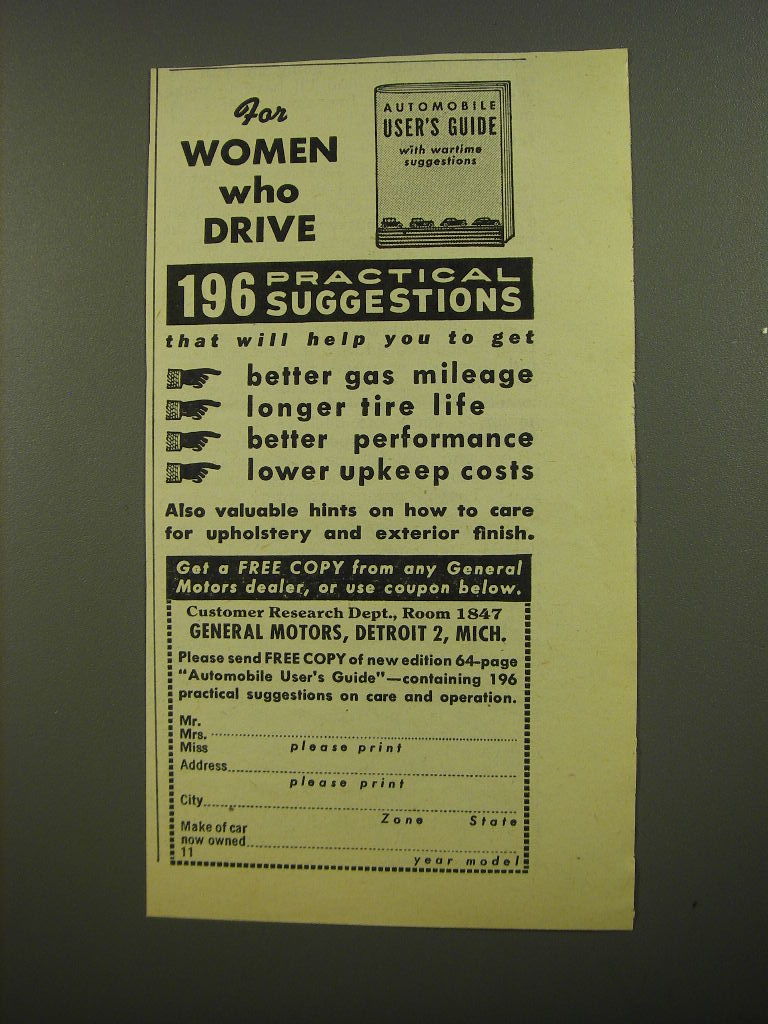 For
WOMEN
who
DRIVE
AUTOMOBILE
USER'S GUIDE
with wartime
suggestions
196 PRACTICAL
SUGGESTIONS
that will help you to get
better gas mileage
longer tire life
better performance
lower upkeep costs
Also valuable hints on how to care
for upholstery and exterior finish.
Get a FREE COPY from any General
Motors dealer, or use coupon below.
Customer Research Dept., Room 1847
GENERAL MOTORS, DETROIT 2, MICH.
Please send FREE COPY of new edition 64-page
"Automobile User's Guide"—containing 196
practical suggestions on care and operation.
Mr.
Mrs.
Miss please print
Address
please print
City
Zone State
Make of car
now owned
11 year model